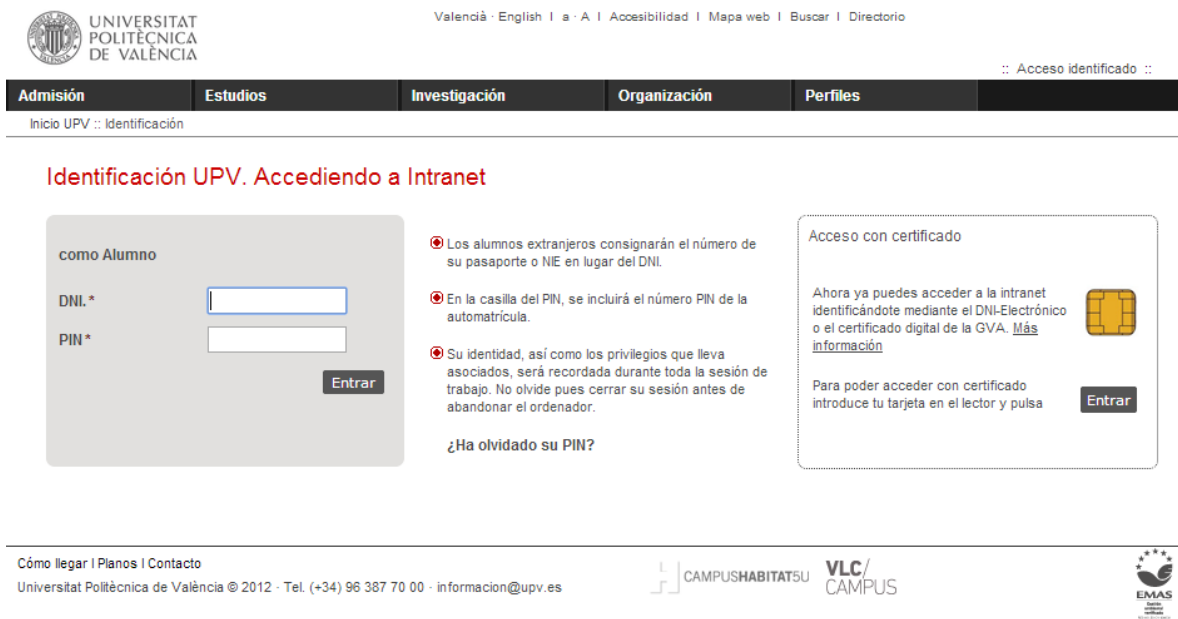 UNIVERSITAT
POLITÈCNICA
DE VALÈNCIA
Valencià · English I a · A I Accesibilidad I Mapa web I Buscar I Directorio
:: Acceso identificado ::
Admisión Estudios Investigación Organización Perfiles
Inicio UPV :: Identificación
Identificación UPV. Accediendo a Intranet
como Alumno
DNI.*
PIN*
Entrar
Los alumnos extranjeros consignarán el número de
su pasaporte o NIE en lugar del DNI.
En la casilla del PIN, se incluirá el número PIN de la
automatrícula.
Su identidad, así como los privilegios que lleva
asociados, será recordada durante toda la sesión de
trabajo. No olvide pues cerrar su sesión antes de
abandonar el ordenador.
¿Ha olvidado su PIN?
Acceso con certificado
Ahora ya puedes acceder a la intranet
identificándote mediante el DNI-Electrónico
o el certificado digital de la GVA. Más
información
Para poder acceder con certificado
introduce tu tarjeta en el lector y pulsa
Entrar
Cómo llegar I Planos I Contacto
Universitat Politècnica de València © 2012 · Tel. (+34) 96 387 70 00 · informacion@upv.es
CAMPUSHABITAT5U
VLC/
CAMPUS
EMAS